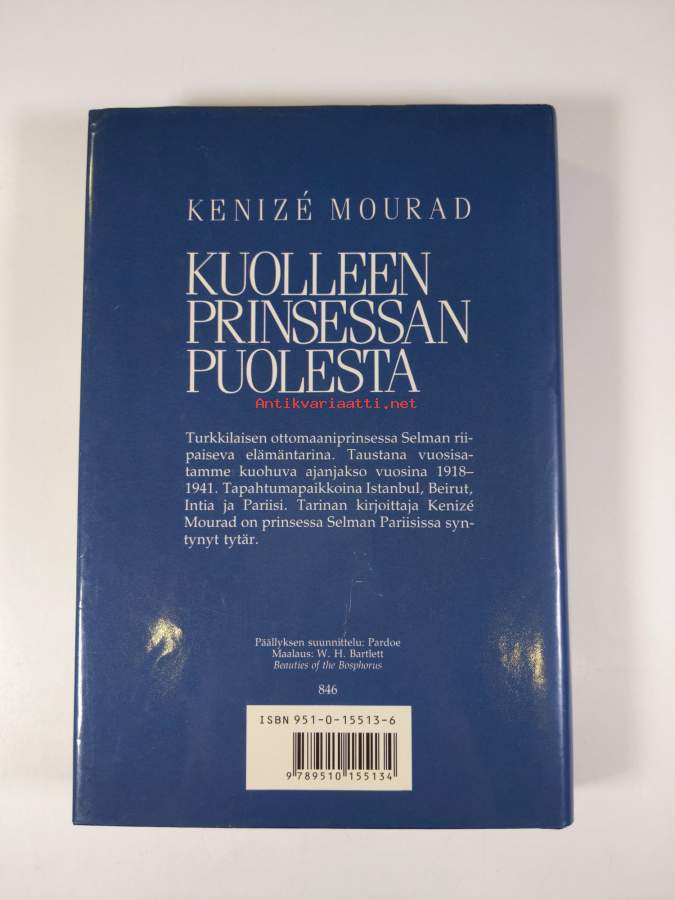 KENIZÉ MOURAD
KUOLLEEN
PRINSESSAN
PUOLESTA
Antikvariaatti.net
Turkkilaisen ottomaaniprinsessa Selman rii-
paiseva elämäntarina. Taustana vuosisa-
tamme kuohuva ajanjakso vuosina 1918–
1941. Tapahtumapaikkoina Istanbul, Beirut,
Intia ja Pariisi. Tarinan kirjoittaja Kenizé
Mourad on prinsessa Selman Pariisissa syn-
tynyt tytär.
Päällyksen suunnittelu: Pardoe
Maalaus: W. H. Bartlett
Beauties of the Bosphorus
846
ISBN 951-0-15513-6
9 789510 155134